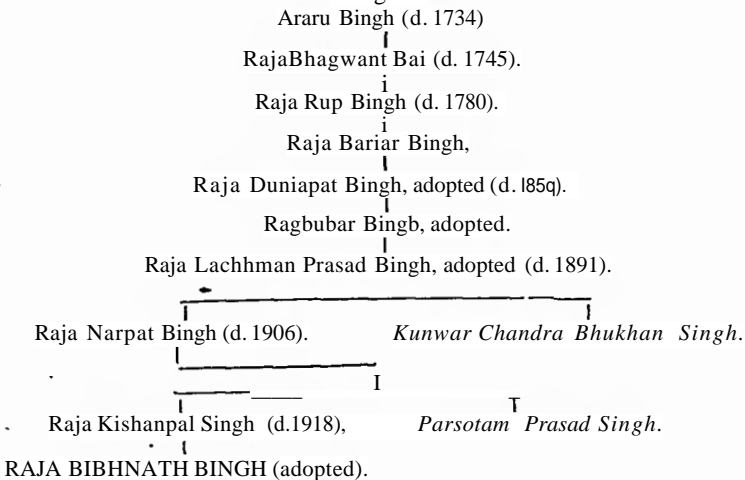 Araru Bingh (d. 1734)
RajaBhagwant Bai (d. 1745).
Raja Rup Bingh (d. 1780).
Raja Bariar Bingh,
Raja Duniapat Bingh, adopted (d. l85q).
Ragbubar Bingb, adopted.
Raja Lachhman Prasad Bingh, adopted (d. 1891).
Raja Narpat Bingh (d. 1906). Kunwar Chandra Bhukhan Singh.
Raja Kishanpal Singh (d.1918), Parsotam Prasad Singh.
RAJA BIBHNATH BINGH (adopted).